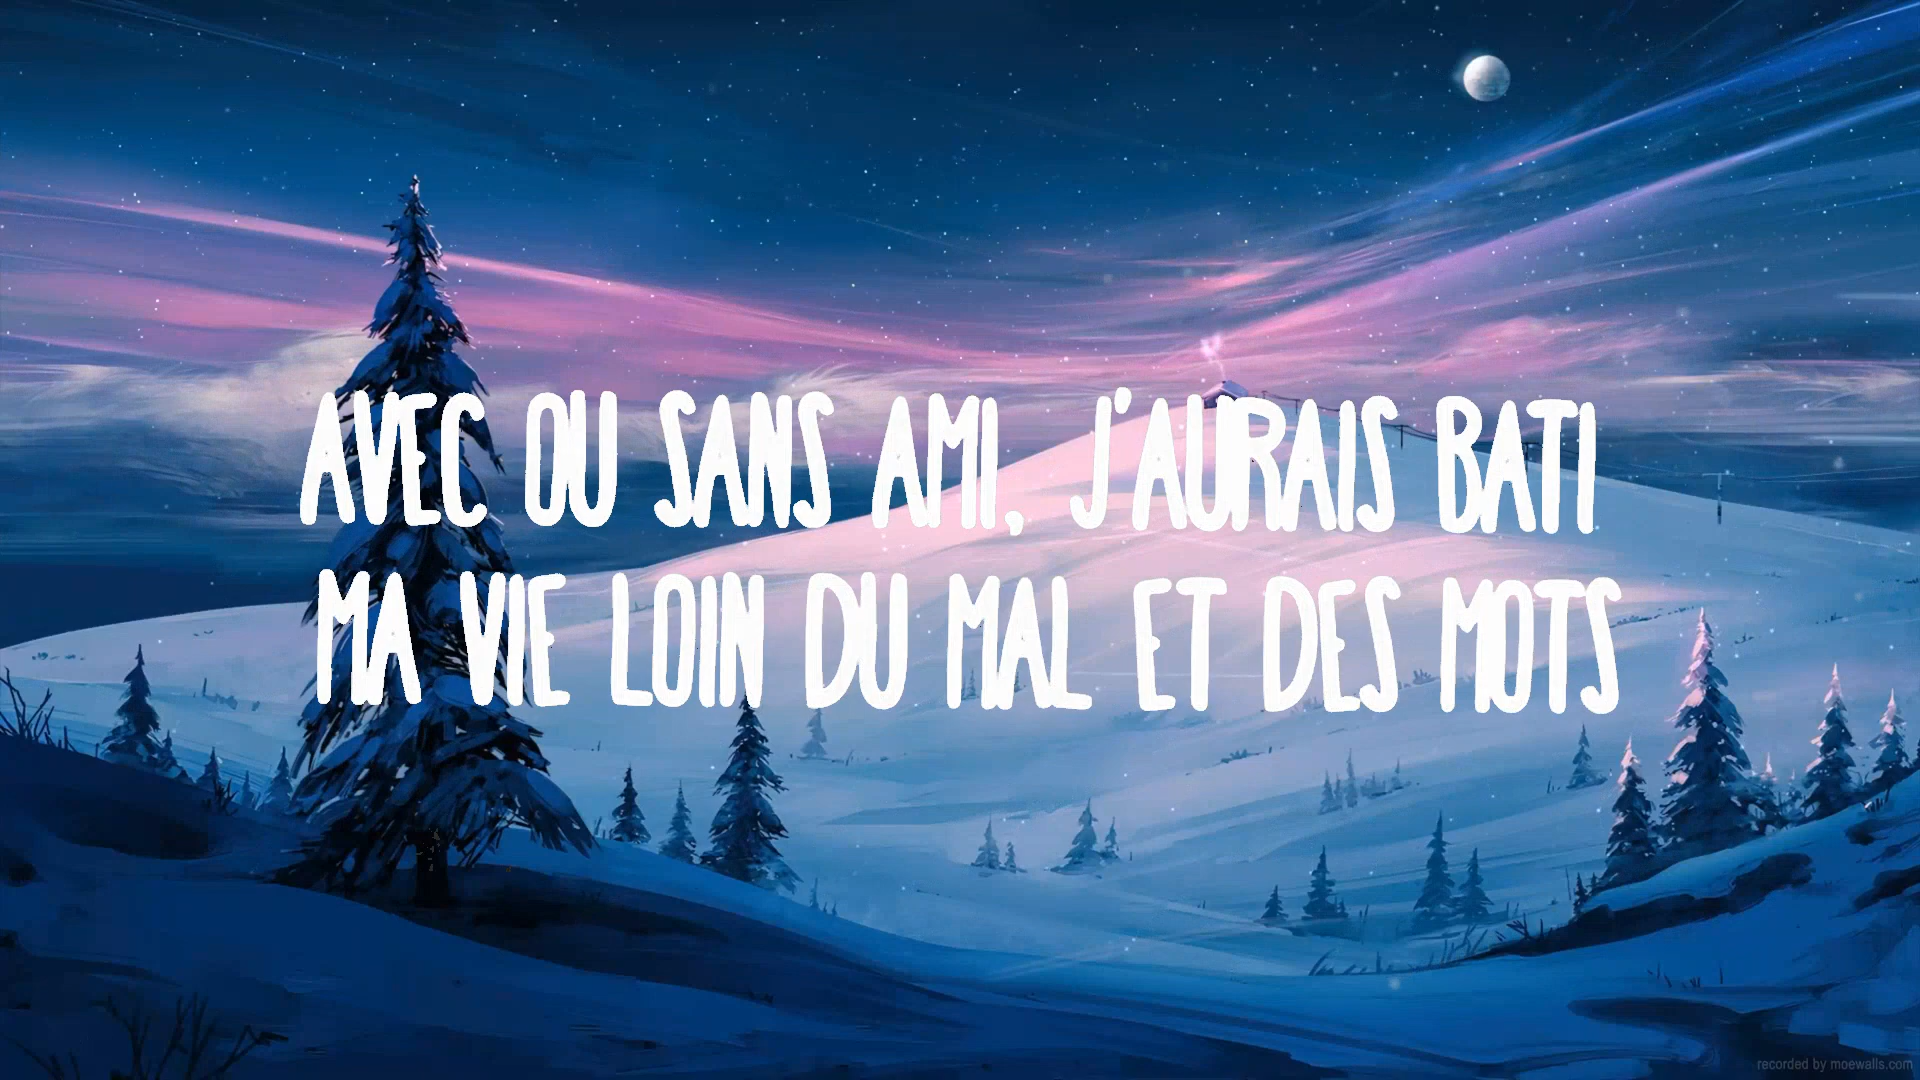 AVEC OU SANS AMI, J'AURAIS BATI
MA VIE LOIN DU MAL ET DES MOTS
recorded by moewalls.com